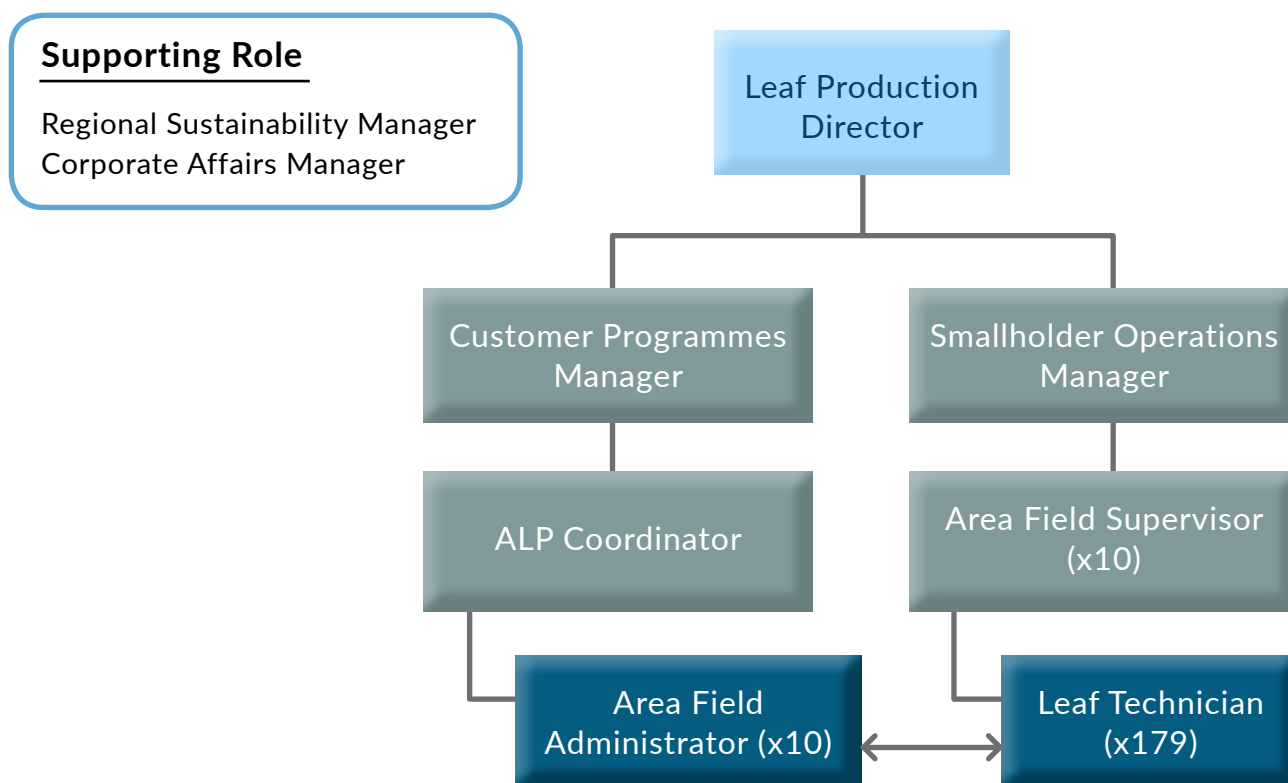 Supporting Role
Regional Sustainability Manager
Corporate Affairs Manager
Leaf Production
Director
Customer Programmes
Manager
Smallholder Operations
Manager
ALP Coordinator
Area Field Supervisor
(x10)
Area Field
Administrator (x10)
Leaf Technician
(x179)